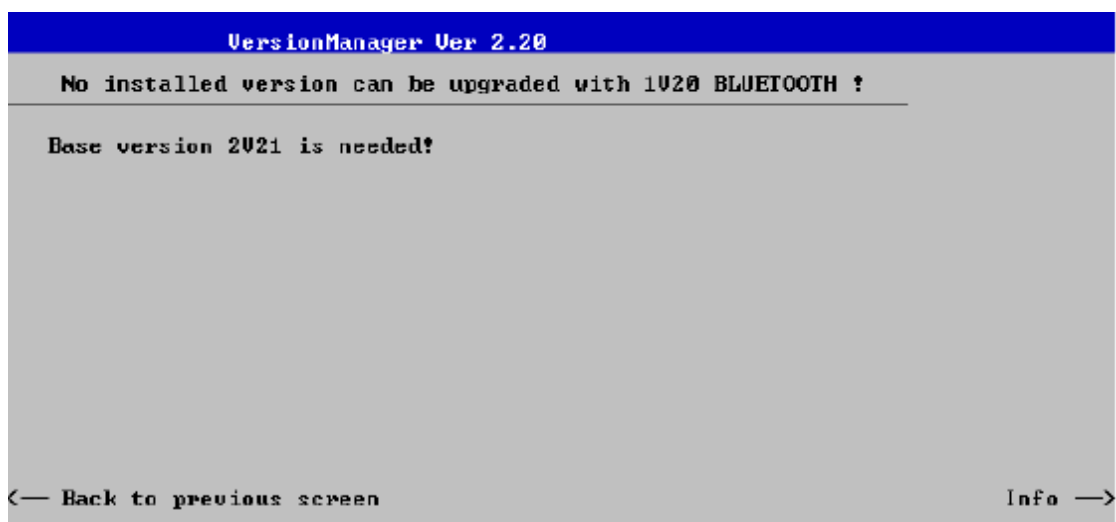 VersionManager Ver 2.20
No installed version can be upgraded with 1V20 BLUETOOTH !
Base version 2V21 is needed!
<— Back to previous screen
Info —>